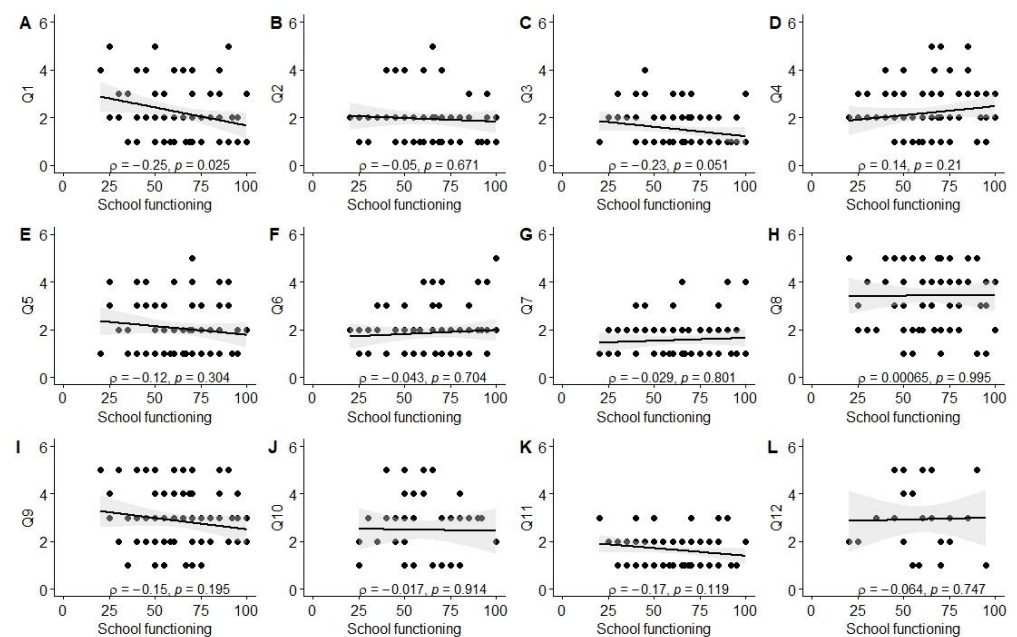 A B C D
6 6 6 6
4 4 4 4
Q1 Q2 Q3 Q4
2 2 2 2
0 0 0 0
ρ = −0.25, p = 0.025 ρ = −0.05, p = 0.671 ρ = −0.23, p = 0.051 ρ = 0.14, p = 0.21
0 25 50 75 100 0 25 50 75 100 0 25 50 75 100 0 25 50 75 100
School functioning School functioning School functioning School functioning
E F G H
6 6 6 6
4 4 4 4
Q5 Q6 Q7 Q8
2 2 2 2
0 0 0 0
ρ = −0.12, p = 0.304 ρ = −0.043, p = 0.704 ρ = −0.029, p = 0.801 ρ = 0.00065, p = 0.995
0 25 50 75 100 0 25 50 75 100 0 25 50 75 100 0 25 50 75 100
School functioning School functioning School functioning School functioning
I J K L
6 6 6 6
4 4 4 4
Q9 Q10 Q11 Q12
2 2 2 2
0 0 0 0
ρ = −0.15, p = 0.195 ρ = −0.017, p = 0.914 ρ = −0.17, p = 0.119 ρ = −0.064, p = 0.747
0 25 50 75 100 0 25 50 75 100 0 25 50 75 100 0 25 50 75 100
School functioning School functioning School functioning School functioning